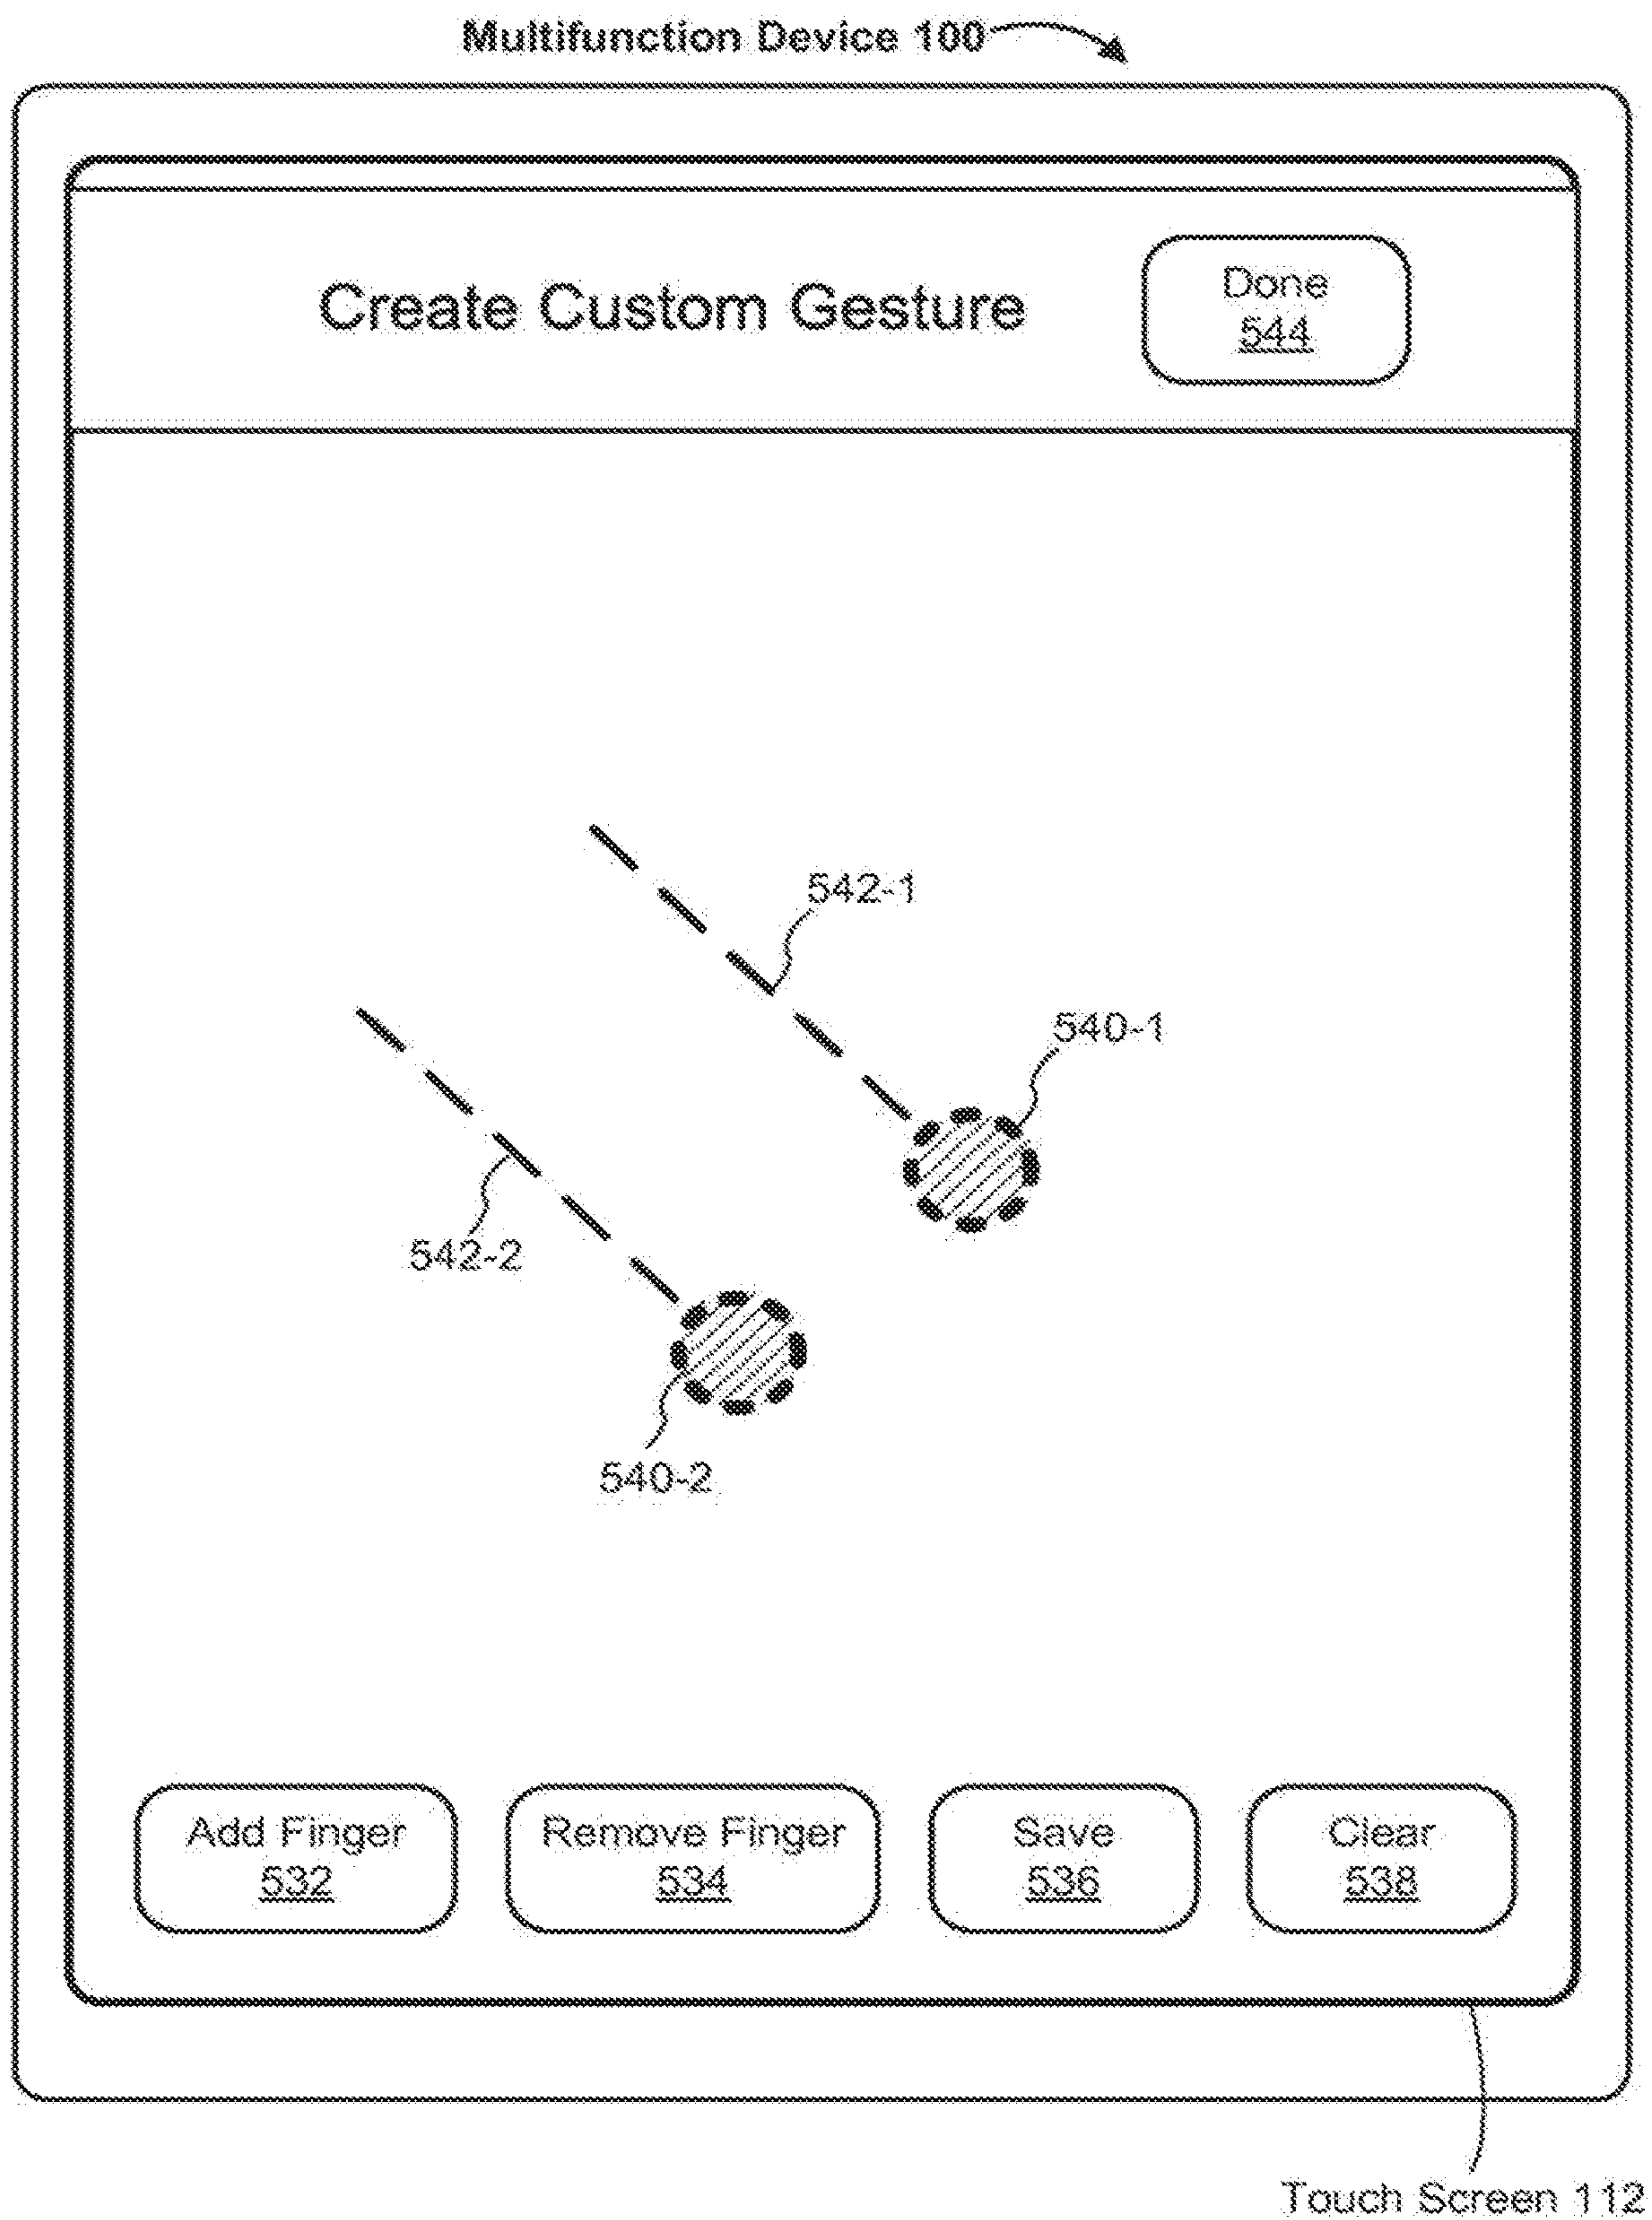 Multifunction Device 100
Create Custom Gesture
Done
544
542-1
540-1
542-2
540-2
Add Finger
532
Remove Finger
534
Save
536
Clear
538
Touch Screen 112